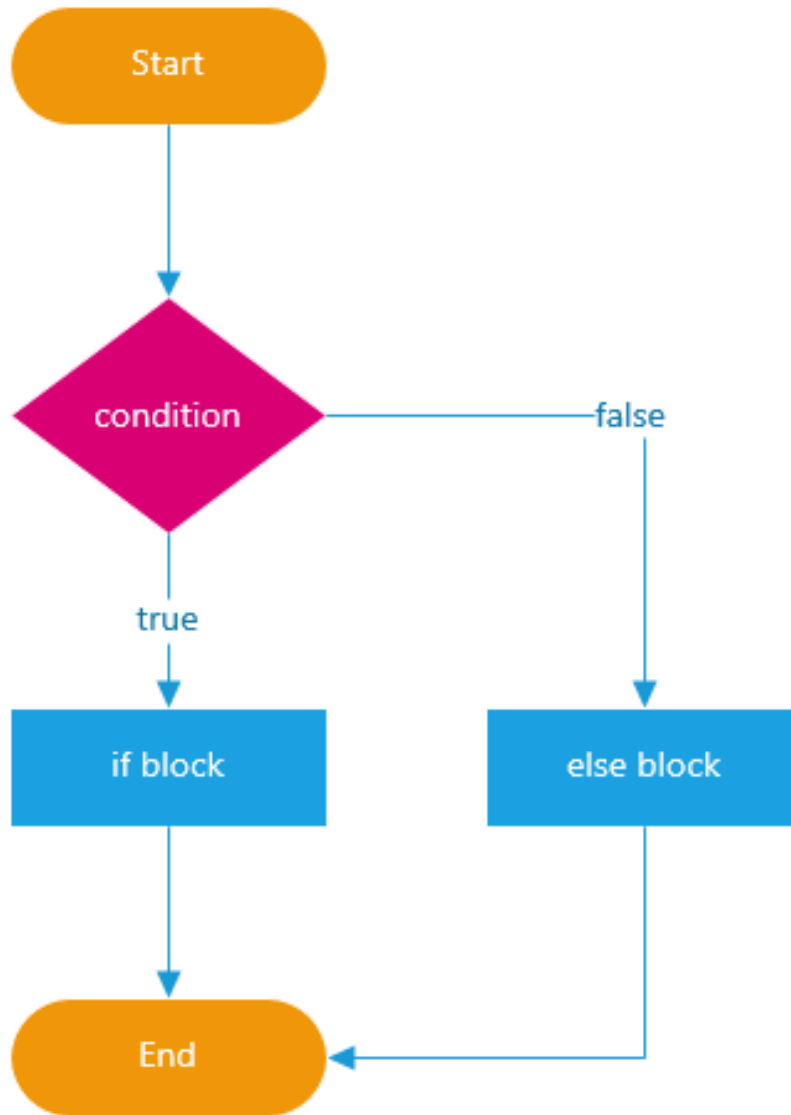 Start
condition
false
true
if block
else block
End